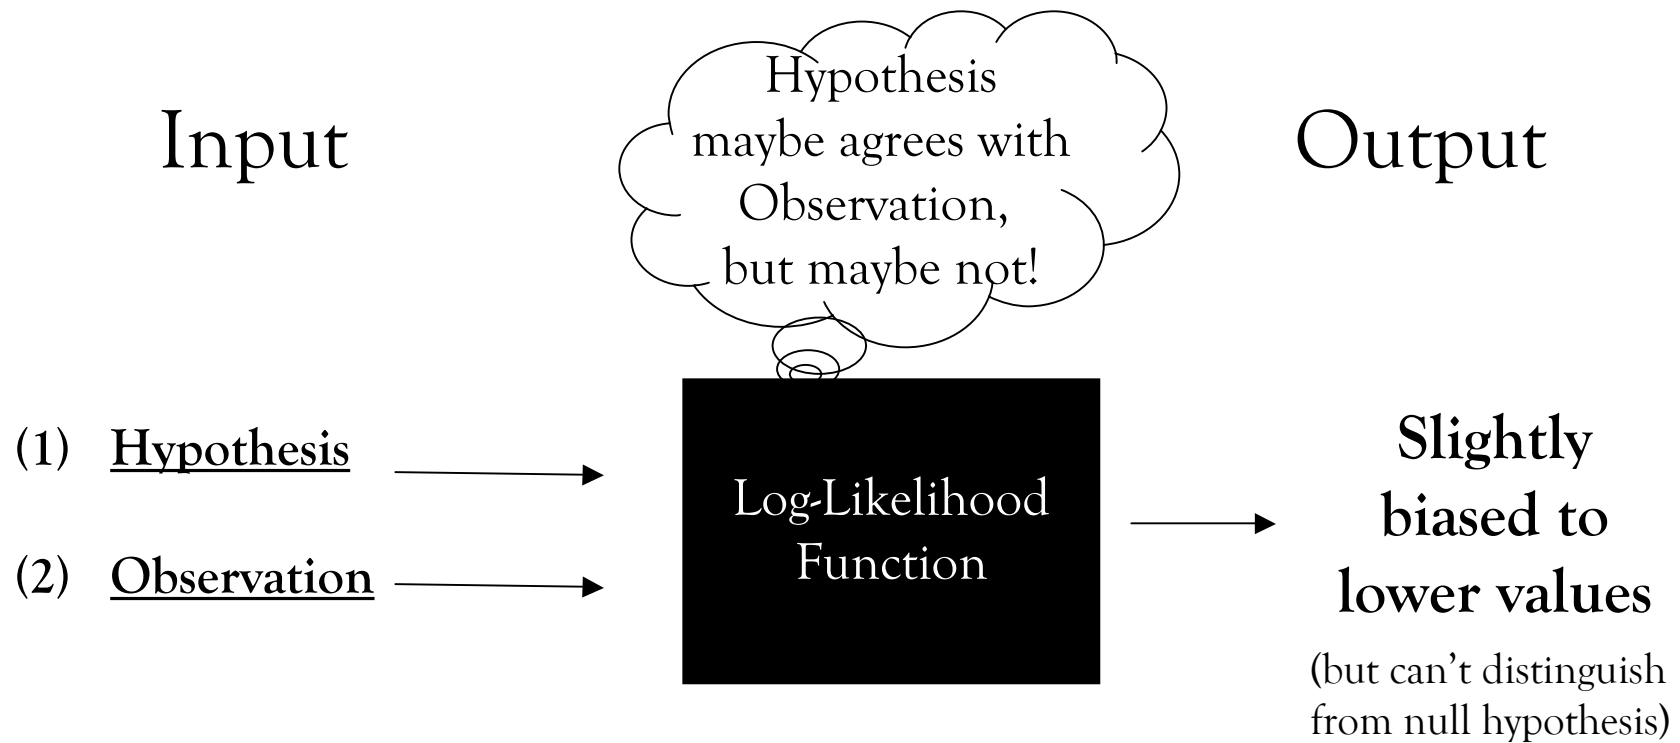 Input
Hypothesis
maybe agrees with
Observation,
but maybe not!
Output
(1) Hypothesis
(2) Observation
Log-Likelihood
Function
Slightly
biased to
lower values
(but can’t distinguish
from null hypothesis)